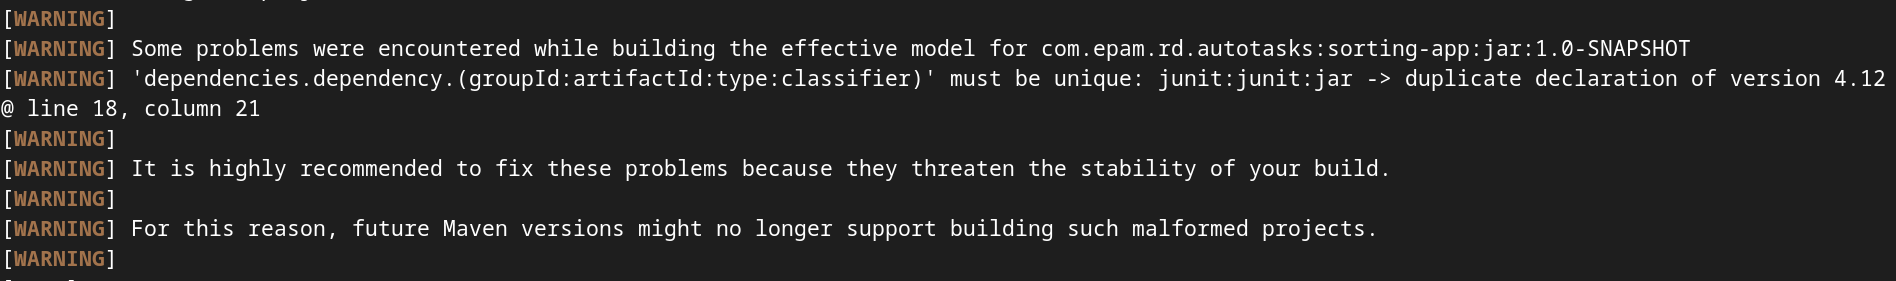 [WARNING]
[WARNING] Some problems were encountered while building the effective model for com.epam.rd.autotasks:sorting-app:jar:1.0-SNAPSHOT
[WARNING] 'dependencies.dependency.(groupId:artifactId:type:classifier)' must be unique: junit:junit:jar -> duplicate declaration of version 4.12
@ line 18, column 21
[WARNING]
[WARNING] It is highly recommended to fix these problems because they threaten the stability of your build.
[WARNING]
[WARNING] For this reason, future Maven versions might no longer support building such malformed projects.
[WARNING]